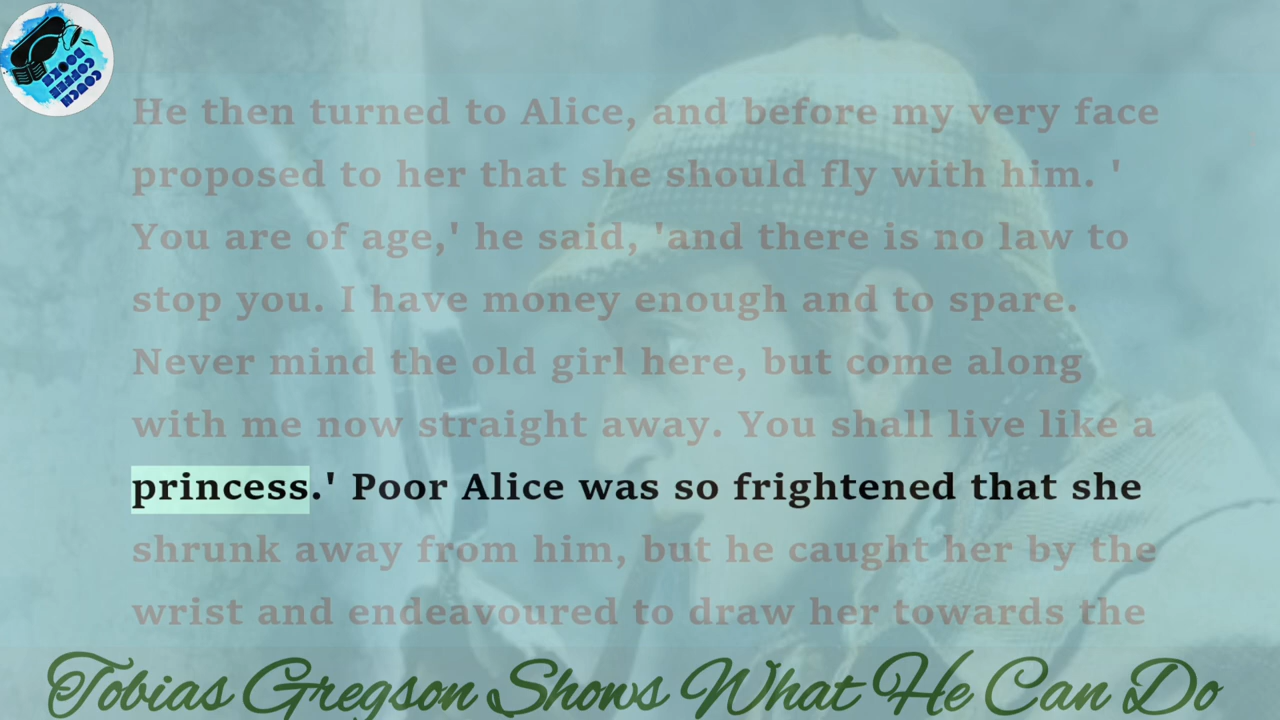 COUCH
COFFEE
BOOKS
He then turned to Alice, and before my very face
proposed to her that she should fly with him. '
You are of age,' he said, 'and there is no law to
stop you. I have money enough and to spare.
Never mind the old girl here, but come along
with me now straight away. You shall live like a
princess.' Poor Alice was so frightened that she
shrunk away from him, but he caught her by the
wrist and endeavoured to draw her towards the
Tobias Gregson Shows What He Can Do